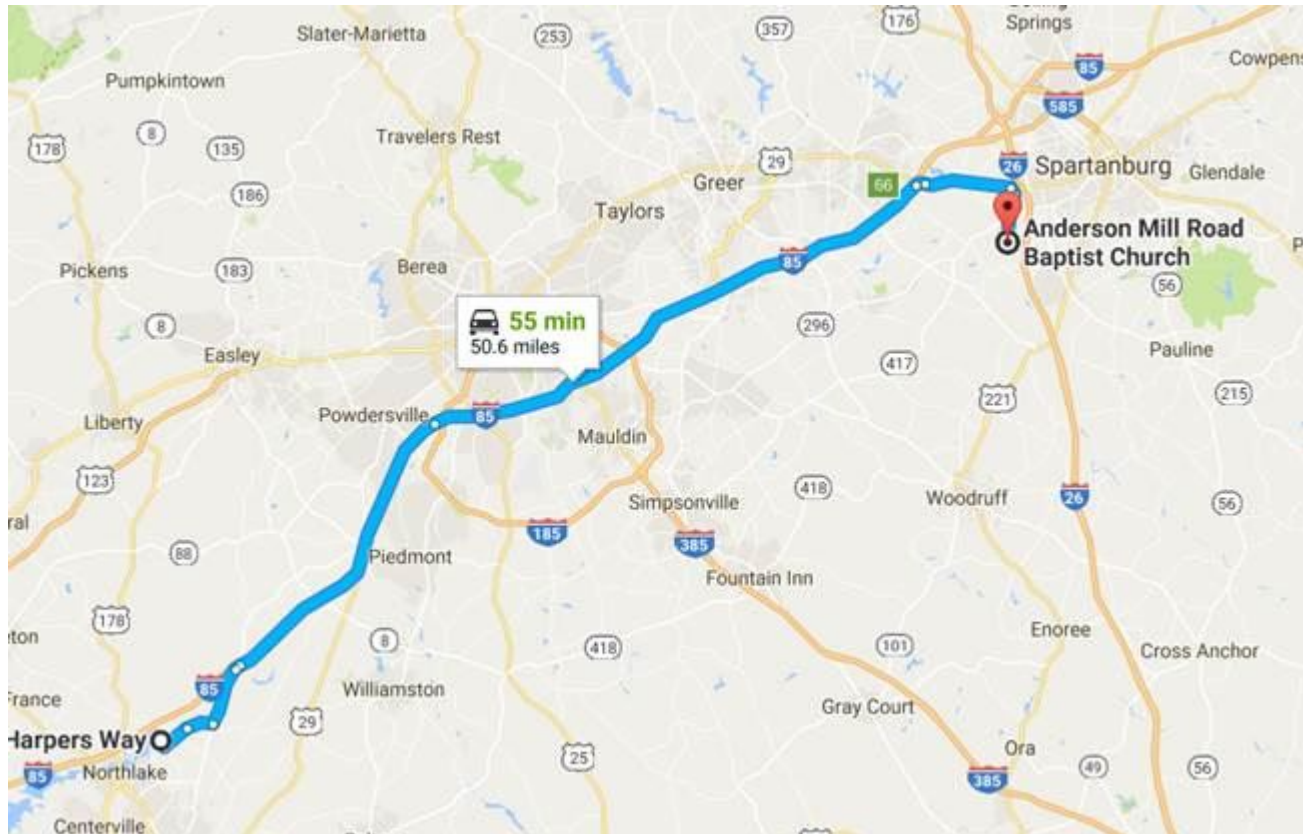 Springs
176
357
253
Slater-Marietta
85
Cowpens
Pumpkintown
585
8
178
135
Travelers Rest
29
26
Spartanburg
Glendale
186
Greer
66
Taylors
Anderson Mill Road
Baptist Church
Pickens
183
Berea
85
56
55 min
50.6 miles
8
296
Easley
417
Pauline
Powdersville
85
221
215
Liberty
Mauldin
123
418
Woodruff
26
56
Simpsonville
185
385
88
Piedmont
Fountain Inn
178
8
Enoree
418
101
Cross Anchor
85
Williamston
Gray Court
29
Harpers Way
Ora
25
85
Northlake
385
49
56
Centerville